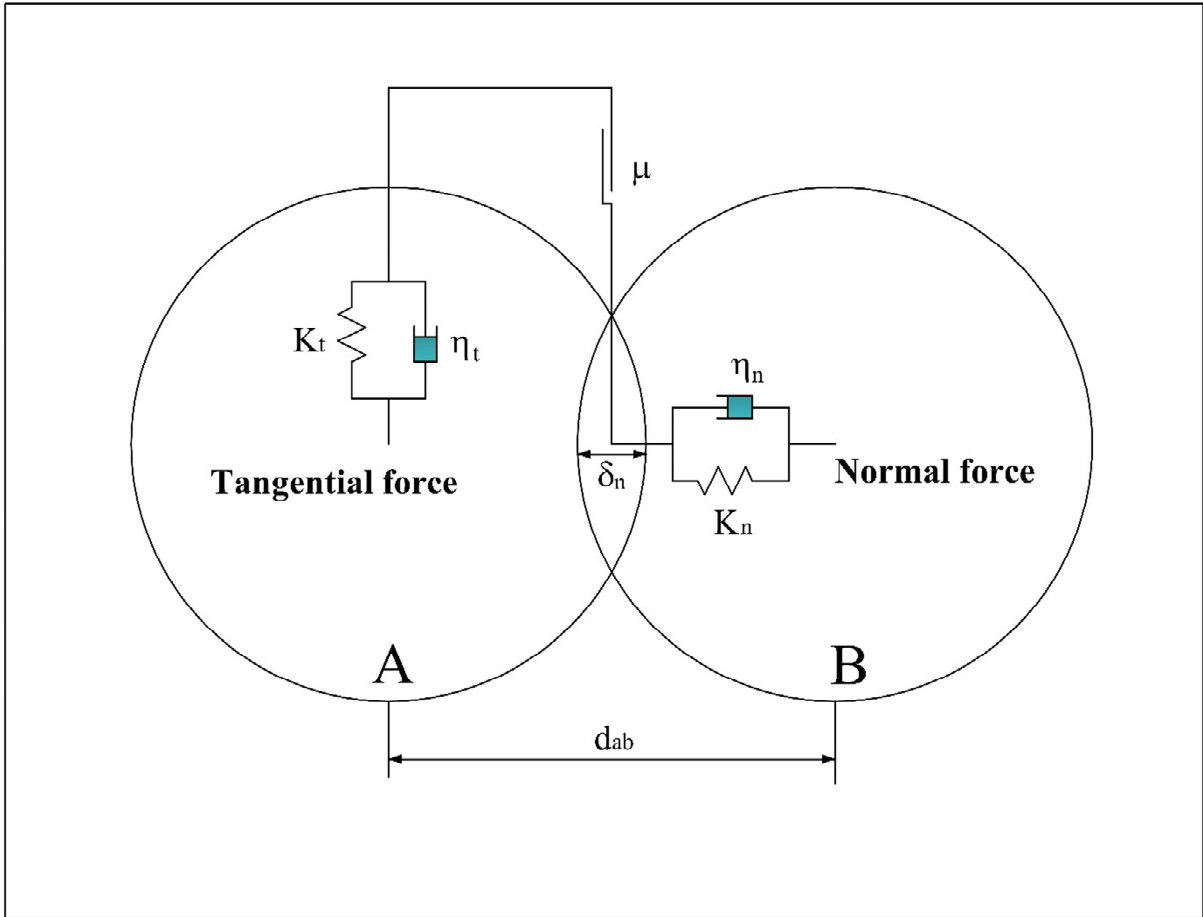 μ
Kt
ηt
ηn
Tangential force
δn
Normal force
Kn
A
B
dab